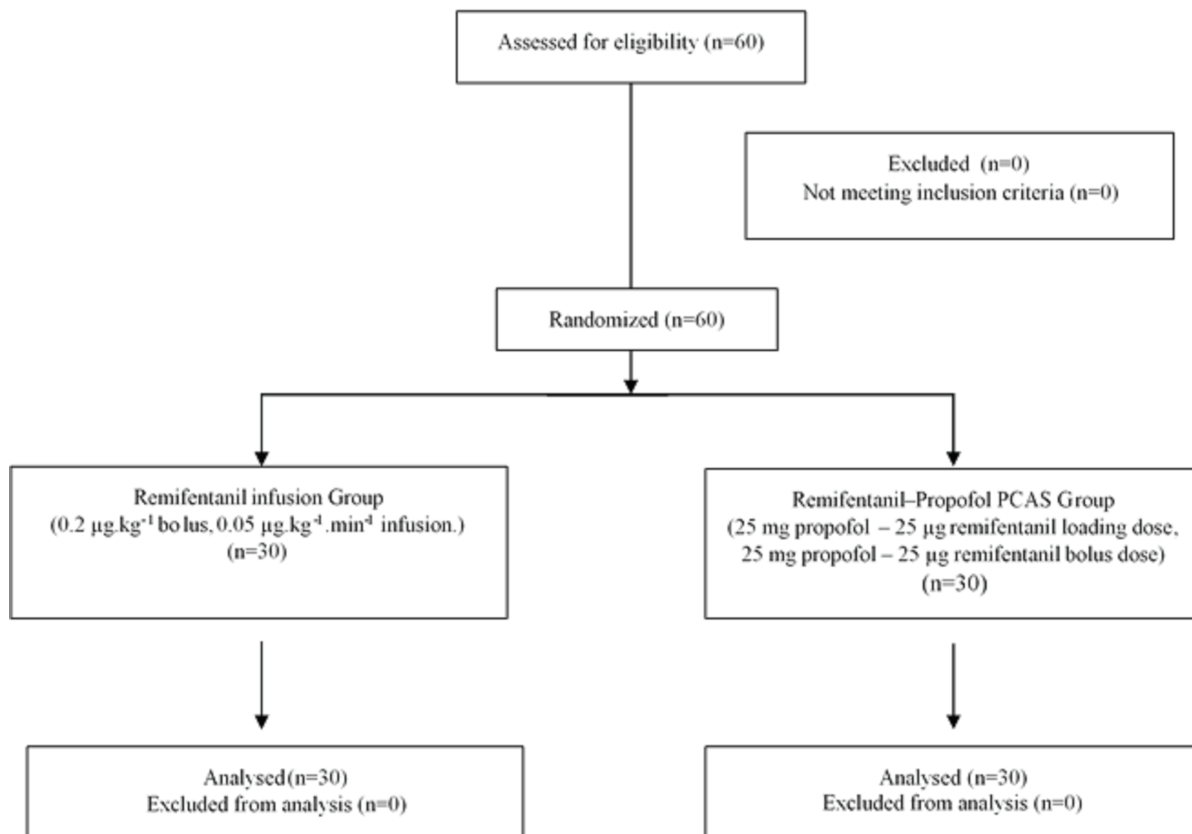 Assessed for eligibility (n=60)
Excluded (n=0)
Not meeting inclusion criteria (n=0)
Randomized (n=60)
Remifentanil infusion Group
(0.2 µg.kg⁻¹ bolus, 0.05 µg.kg⁻¹.min⁻¹ infusion.)
(n=30)
Remifentanil–Propofol PCAS Group
(25 mg propofol – 25 µg remifentanil loading dose,
25 mg propofol – 25 µg remifentanil bolus dose)
(n=30)
Analysed (n=30)
Excluded from analysis (n=0)
Analysed (n=30)
Excluded from analysis (n=0)